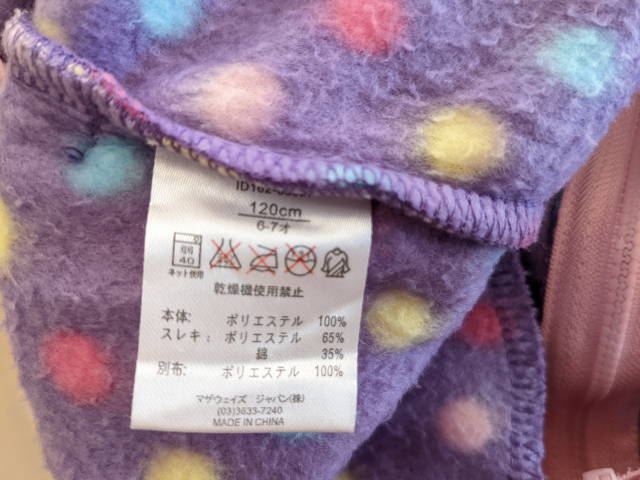 120cm
6-7才
40
ネット使用
乾燥機使用禁止
本体: ポリエステル 100%
スレキ: ポリエステル 65%
綿 35%
別布: ポリエステル 100%
マザウェイズ ジャパン(株)
(03)3633-7240
MADE IN CHINA